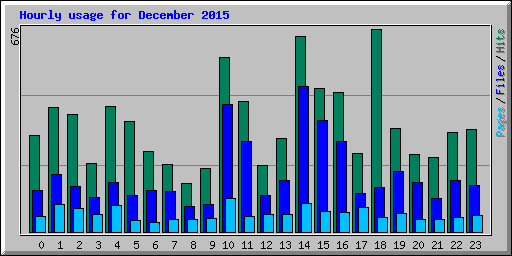 Hourly usage for December 2015
676
Pages/Files/Hits
0 1 2 3 4 5 6 7 8 9 10 11 12 13 14 15 16 17 18 19 20 21 22 23